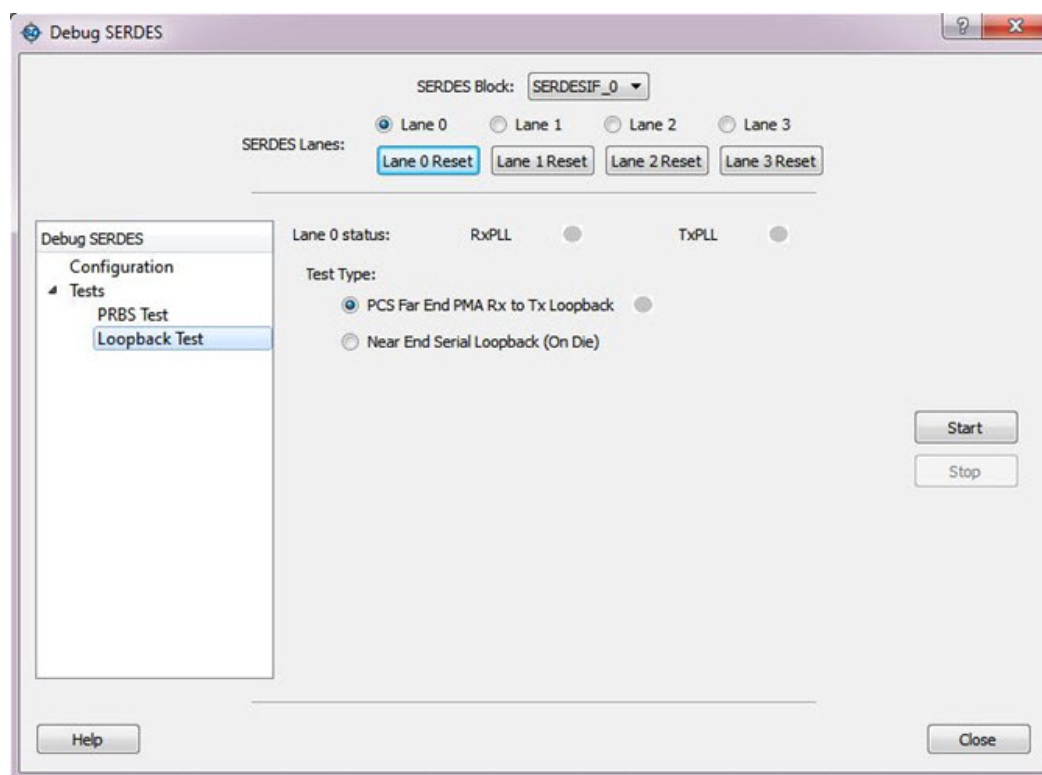 Debug SERDES
SERDES Block: SERDESIF_0
SERDES Lanes:
Lane 0 Lane 1 Lane 2 Lane 3
Lane 0 Reset Lane 1 Reset Lane 2 Reset Lane 3 Reset
Debug SERDES
Configuration
Tests
PRBS Test
Loopback Test
Lane 0 status: RxPLL TxPLL
Test Type:
PCS Far End PMA Rx to Tx Loopback
Near End Serial Loopback (On Die)
Start
Stop
Help
Close